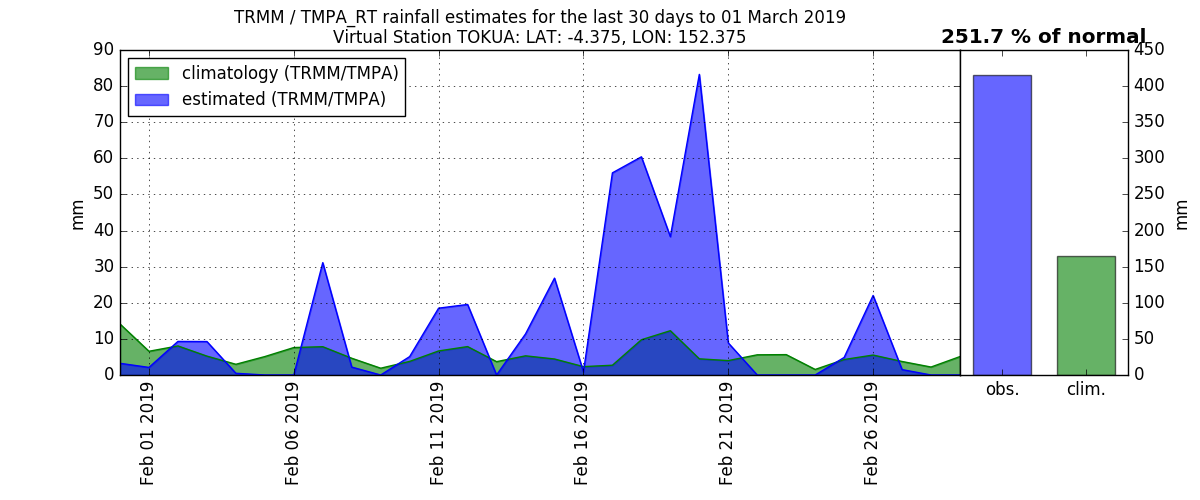 TRMM / TMPA_RT rainfall estimates for the last 30 days to 01 March 2019
Virtual Station TOKUA: LAT: -4.375, LON: 152.375
251.7 % of normal
climatology (TRMM/TMPA)
estimated (TRMM/TMPA)
90
80
70
60
50
40
30
20
10
0
mm
Feb 01 2019
Feb 06 2019
Feb 11 2019
Feb 16 2019
Feb 21 2019
Feb 26 2019
obs.
clim.
450
400
350
300
250
200
150
100
50
0
mm